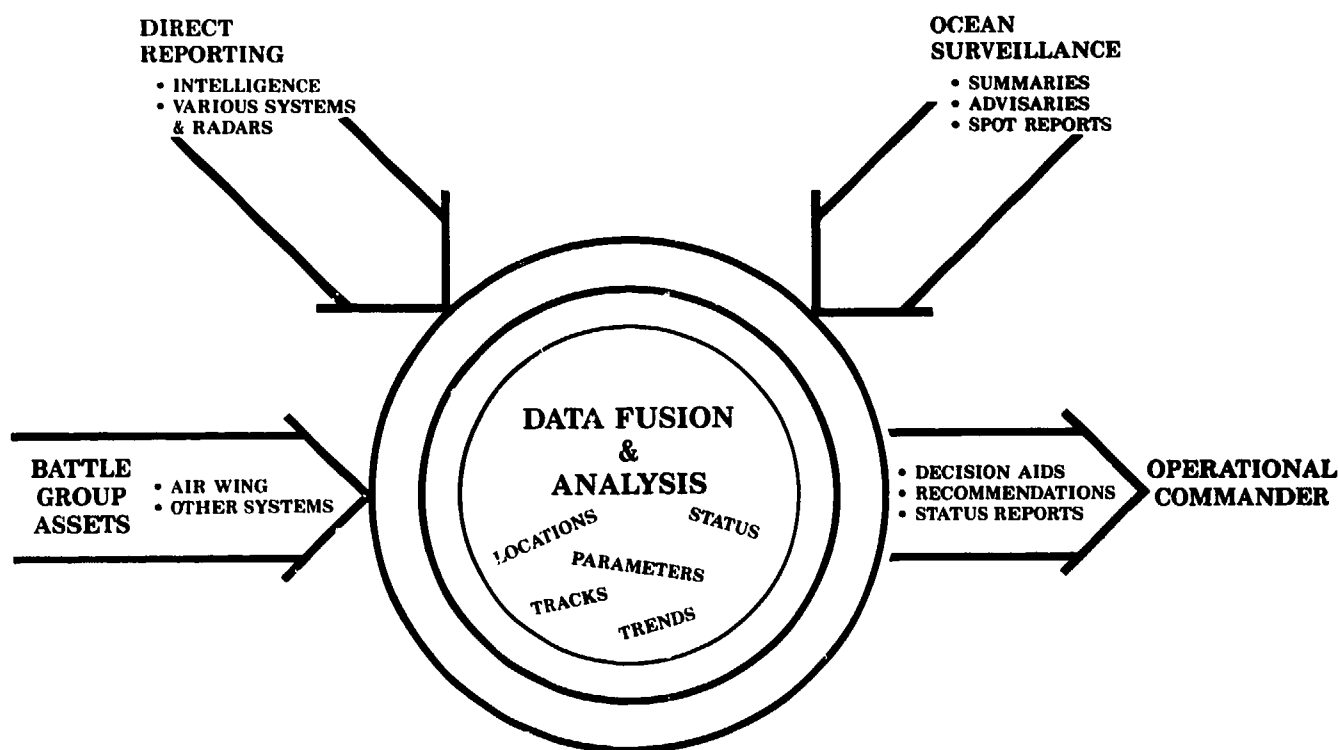 DIRECT
REPORTING
• INTELLIGENCE
• VARIOUS SYSTEMS
& RADARS
OCEAN
SURVEILLANCE
• SUMMARIES
• ADVISARIES
• SPOT REPORTS
BATTLE
GROUP
ASSETS
• AIR WING
• OTHER SYSTEMS
DATA FUSION
&
ANALYSIS
LOCATIONS
STATUS
PARAMETERS
TRACKS
TRENDS
• DECISION AIDS
• RECOMMENDATIONS
• STATUS REPORTS
OPERATIONAL
COMMANDER